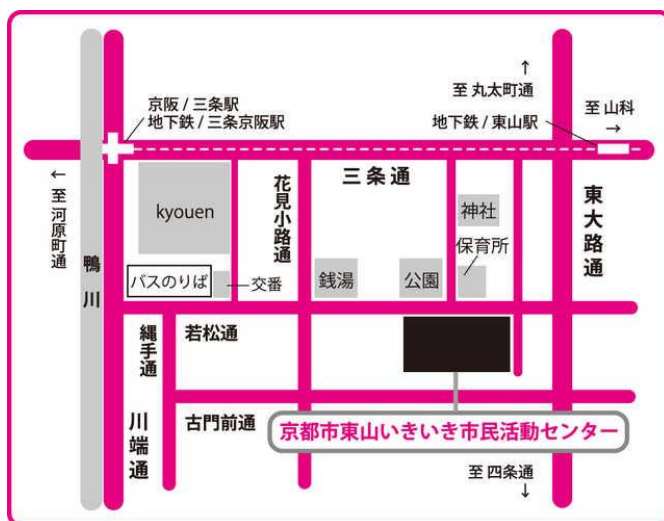 ↑
至 丸太町通
京阪 / 三条駅
地下鉄 / 三条京阪駅
地下鉄 / 東山駅
至 山科
→
←
至 河原町通
鴨川
kyouen
花見小路通
三条通
神社
保育所
東大路通
バスのりば
交番
銭湯
公園
縄手通
若松通
川端通
古門前通
京都市東山いきいき市民活動センター
至 四条通
↓